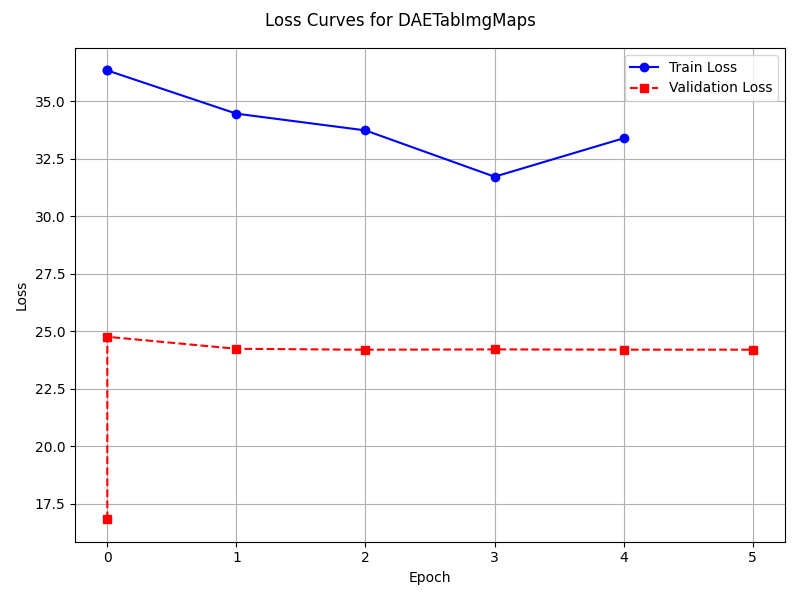 Loss Curves for DAETabImgMaps
Train Loss
Validation Loss
35.0
32.5
30.0
27.5
25.0
22.5
20.0
17.5
Loss
0 1 2 3 4 5
Epoch